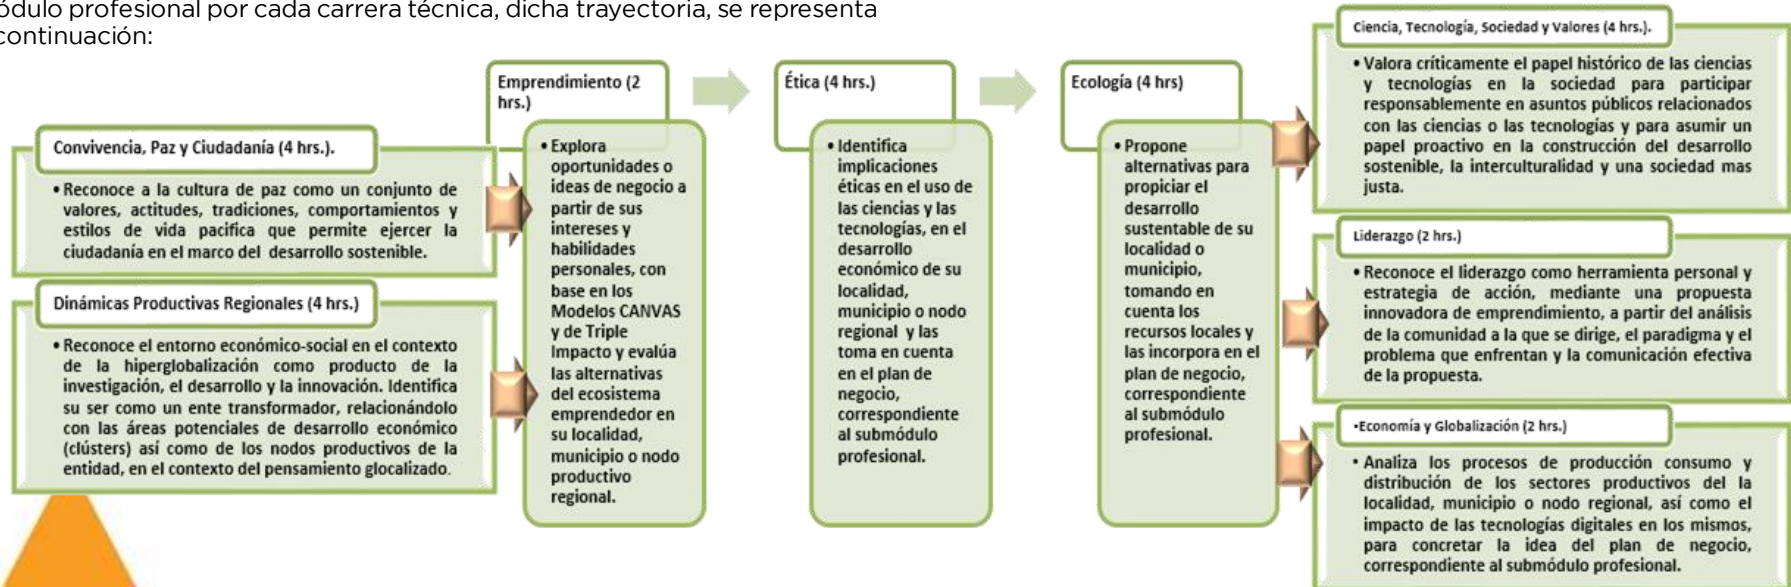 ódulo profesional por cada carrera técnica, dicha trayectoria, se representa
continuación:
Convivencia, Paz y Ciudadanía (4 hrs.).
• Reconoce a la cultura de paz como un conjunto de
valores, actitudes, tradiciones, comportamientos y
estilos de vida pacifica que permite ejercer la
ciudadanía en el marco del desarrollo sostenible.
Dinámicas Productivas Regionales (4 hrs.)
• Reconoce el entorno económico-social en el contexto
de la hiperglobalización como producto de la
investigación, el desarrollo y la innovación. Identifica
su ser como un ente transformador, relacionándolo
con las áreas potenciales de desarrollo económico
(clústers) así como de los nodos productivos de la
entidad, en el contexto del pensamiento glocalizado.
Emprendimiento (2
hrs.)
• Explora
oportunidades o
ideas de negocio a
partir de sus
intereses y
habilidades
personales, con
base en los
Modelos CANVAS
y de Triple
Impacto y evalúa
las alternativas
del ecosistema
emprendedor en
su localidad,
municipio o nodo
productivo
regional.
Ética (4 hrs.)
• Identifica
implicaciones
éticas en el uso de
las ciencias y las
tecnologías, en el
desarrollo
económico de su
localidad,
municipio o nodo
regional y las
toma en cuenta
en el plan de
negocio,
correspondiente
al submódulo
profesional.
Ecología (4 hrs)
• Propone
alternativas para
propiciar el
desarrollo
sustentable de su
localidad o
municipio,
tomando en
cuenta los
recursos locales y
las incorpora en el
plan de negocio,
correspondiente
al submódulo
profesional.
Ciencia, Tecnología, Sociedad y Valores (4 hrs.).
• Valora críticamente el papel histórico de las ciencias
y tecnologías en la sociedad para participar
responsablemente en asuntos públicos relacionados
con las ciencias o las tecnologías y para asumir un
papel proactivo en la construcción del desarrollo
sostenible, la interculturalidad y una sociedad mas
justa.
Liderazgo (2 hrs.)
• Reconoce el liderazgo como herramienta personal y
estrategia de acción, mediante una propuesta
innovadora de emprendimiento, a partir del análisis
de la comunidad a la que se dirige, el paradigma y el
problema que enfrentan y la comunicación efectiva
de la propuesta.
•Economía y Globalización (2 hrs.)
• Analiza los procesos de producción consumo y
distribución de los sectores productivos del la
localidad, municipio o nodo regional, así como el
impacto de las tecnologías digitales en los mismos,
para concretar la idea del plan de negocio,
correspondiente al submódulo profesional.